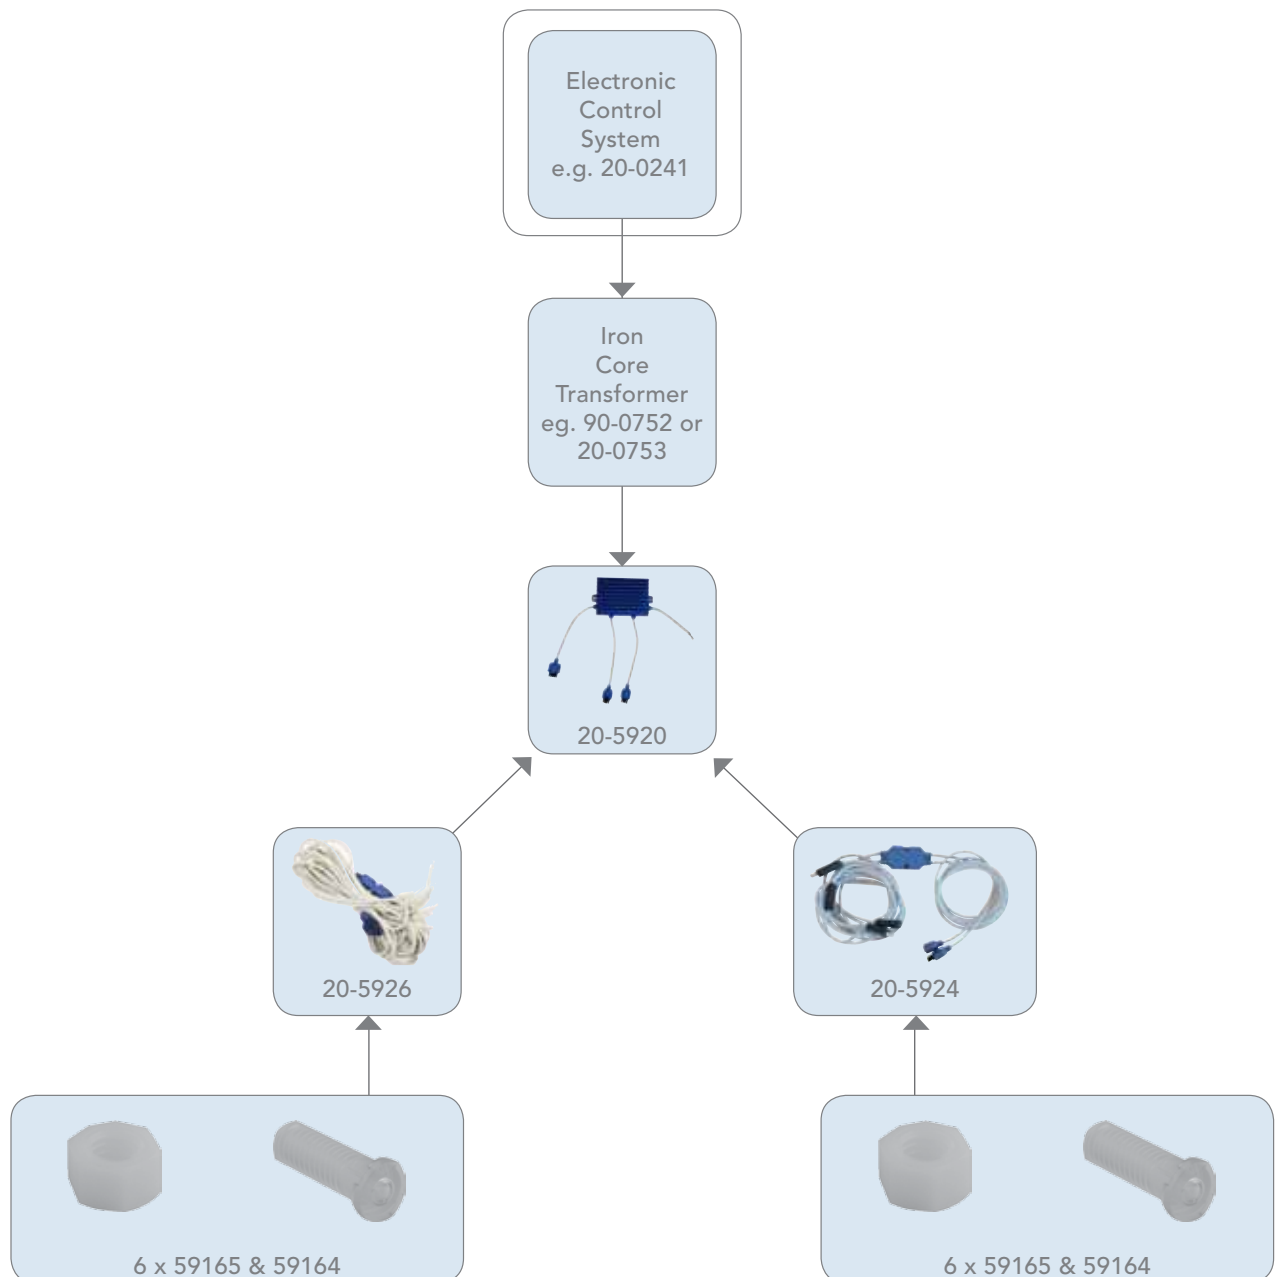 Electronic
Control
System
e.g. 20-0241
Iron
Core
Transformer
eg. 90-0752 or
20-0753
20-5920
20-5926
20-5924
6 x 59165 & 59164
6 x 59165 & 59164